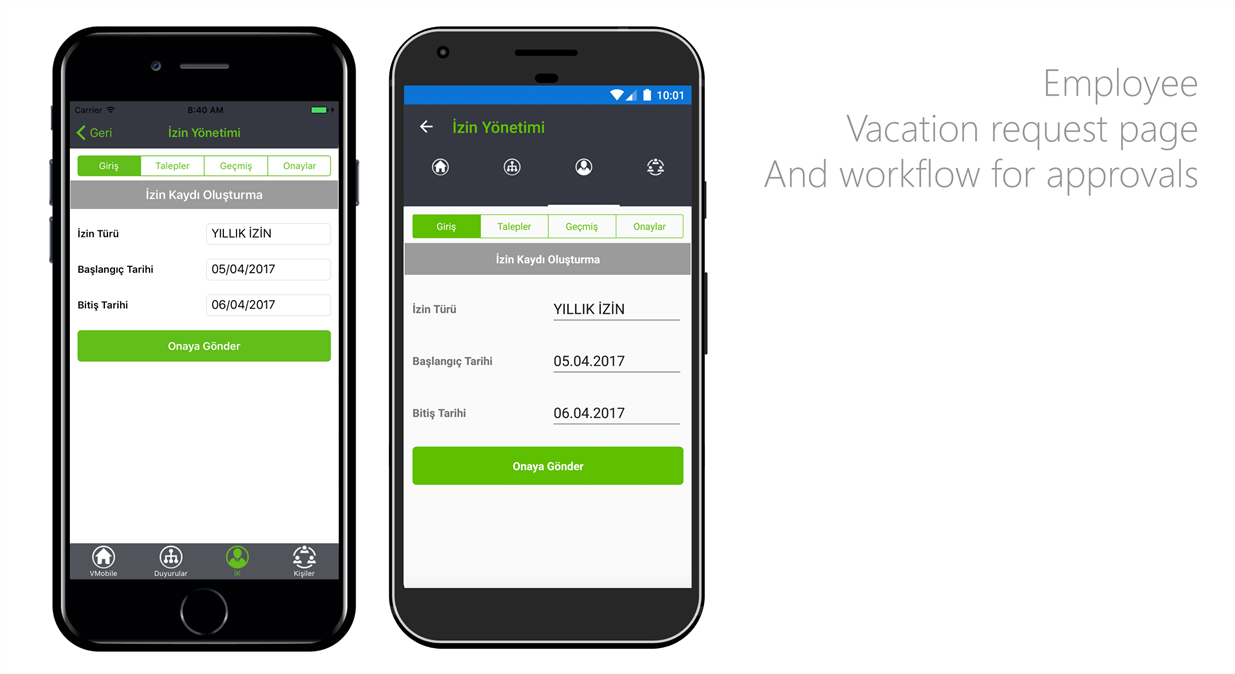 Carrier 8:40 AM
Geri İzin Yönetimi
Giriş Talepler Geçmiş Onaylar
İzin Kaydı Oluşturma
İzin Türü YILLIK İZİN
Başlangıç Tarihi 05/04/2017
Bitiş Tarihi 06/04/2017
Onaya Gönder
VMobile Duyurular İK Kişiler
10:01
İzin Yönetimi
Giriş Talepler Geçmiş Onaylar
İzin Kaydı Oluşturma
İzin Türü YILLIK İZİN
Başlangıç Tarihi 05.04.2017
Bitiş Tarihi 06.04.2017
Onaya Gönder
Employee
Vacation request page
And workflow for approvals